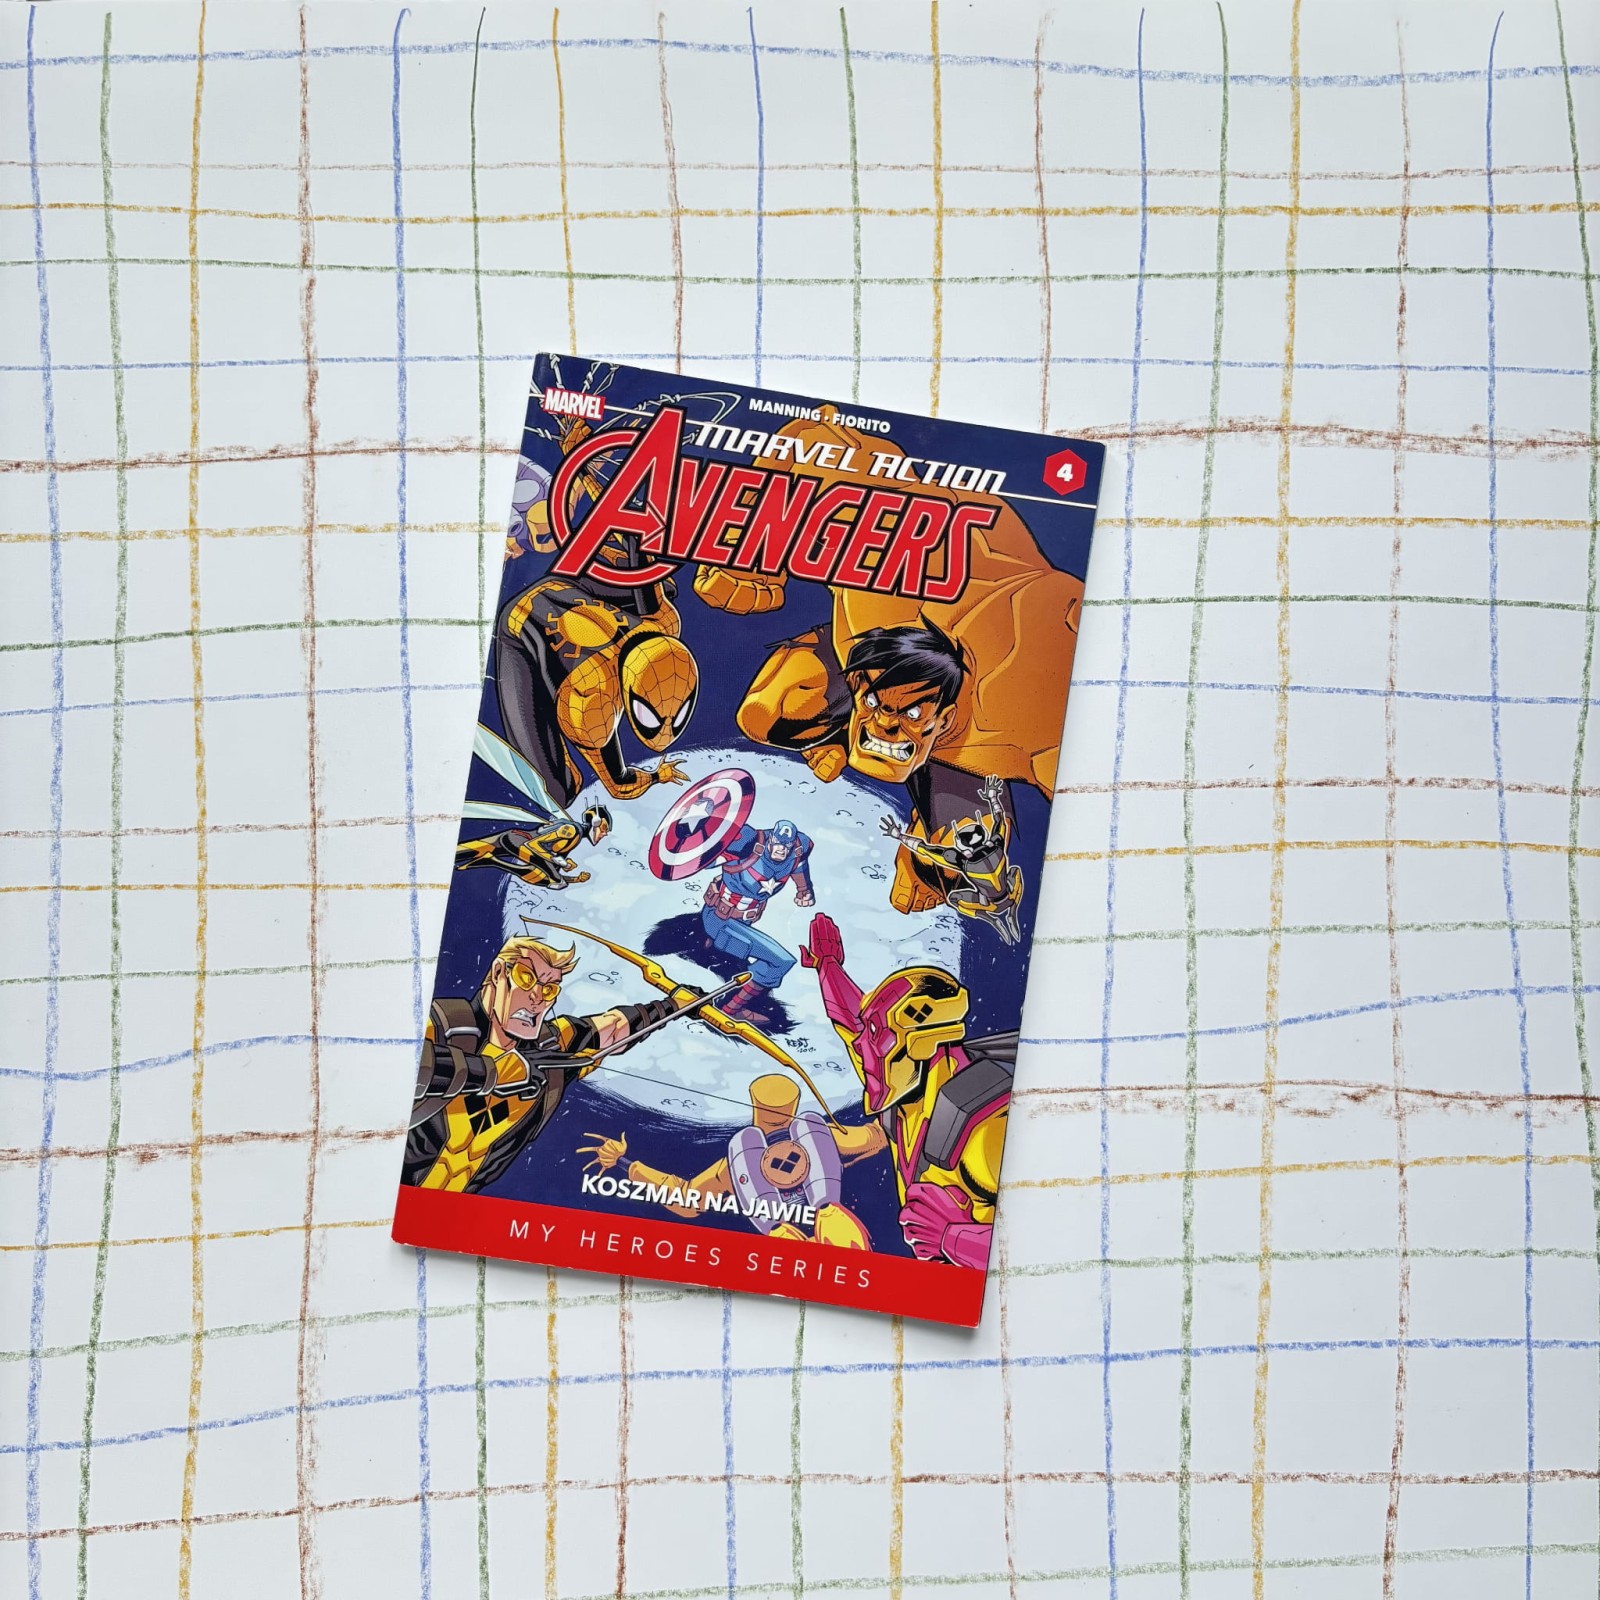 MARVEL
MANNING • FIORITO
MARVEL ACTION
4
AVENGERS
A
KOSZMAR NA JAWIE
MY HEROES SERIES